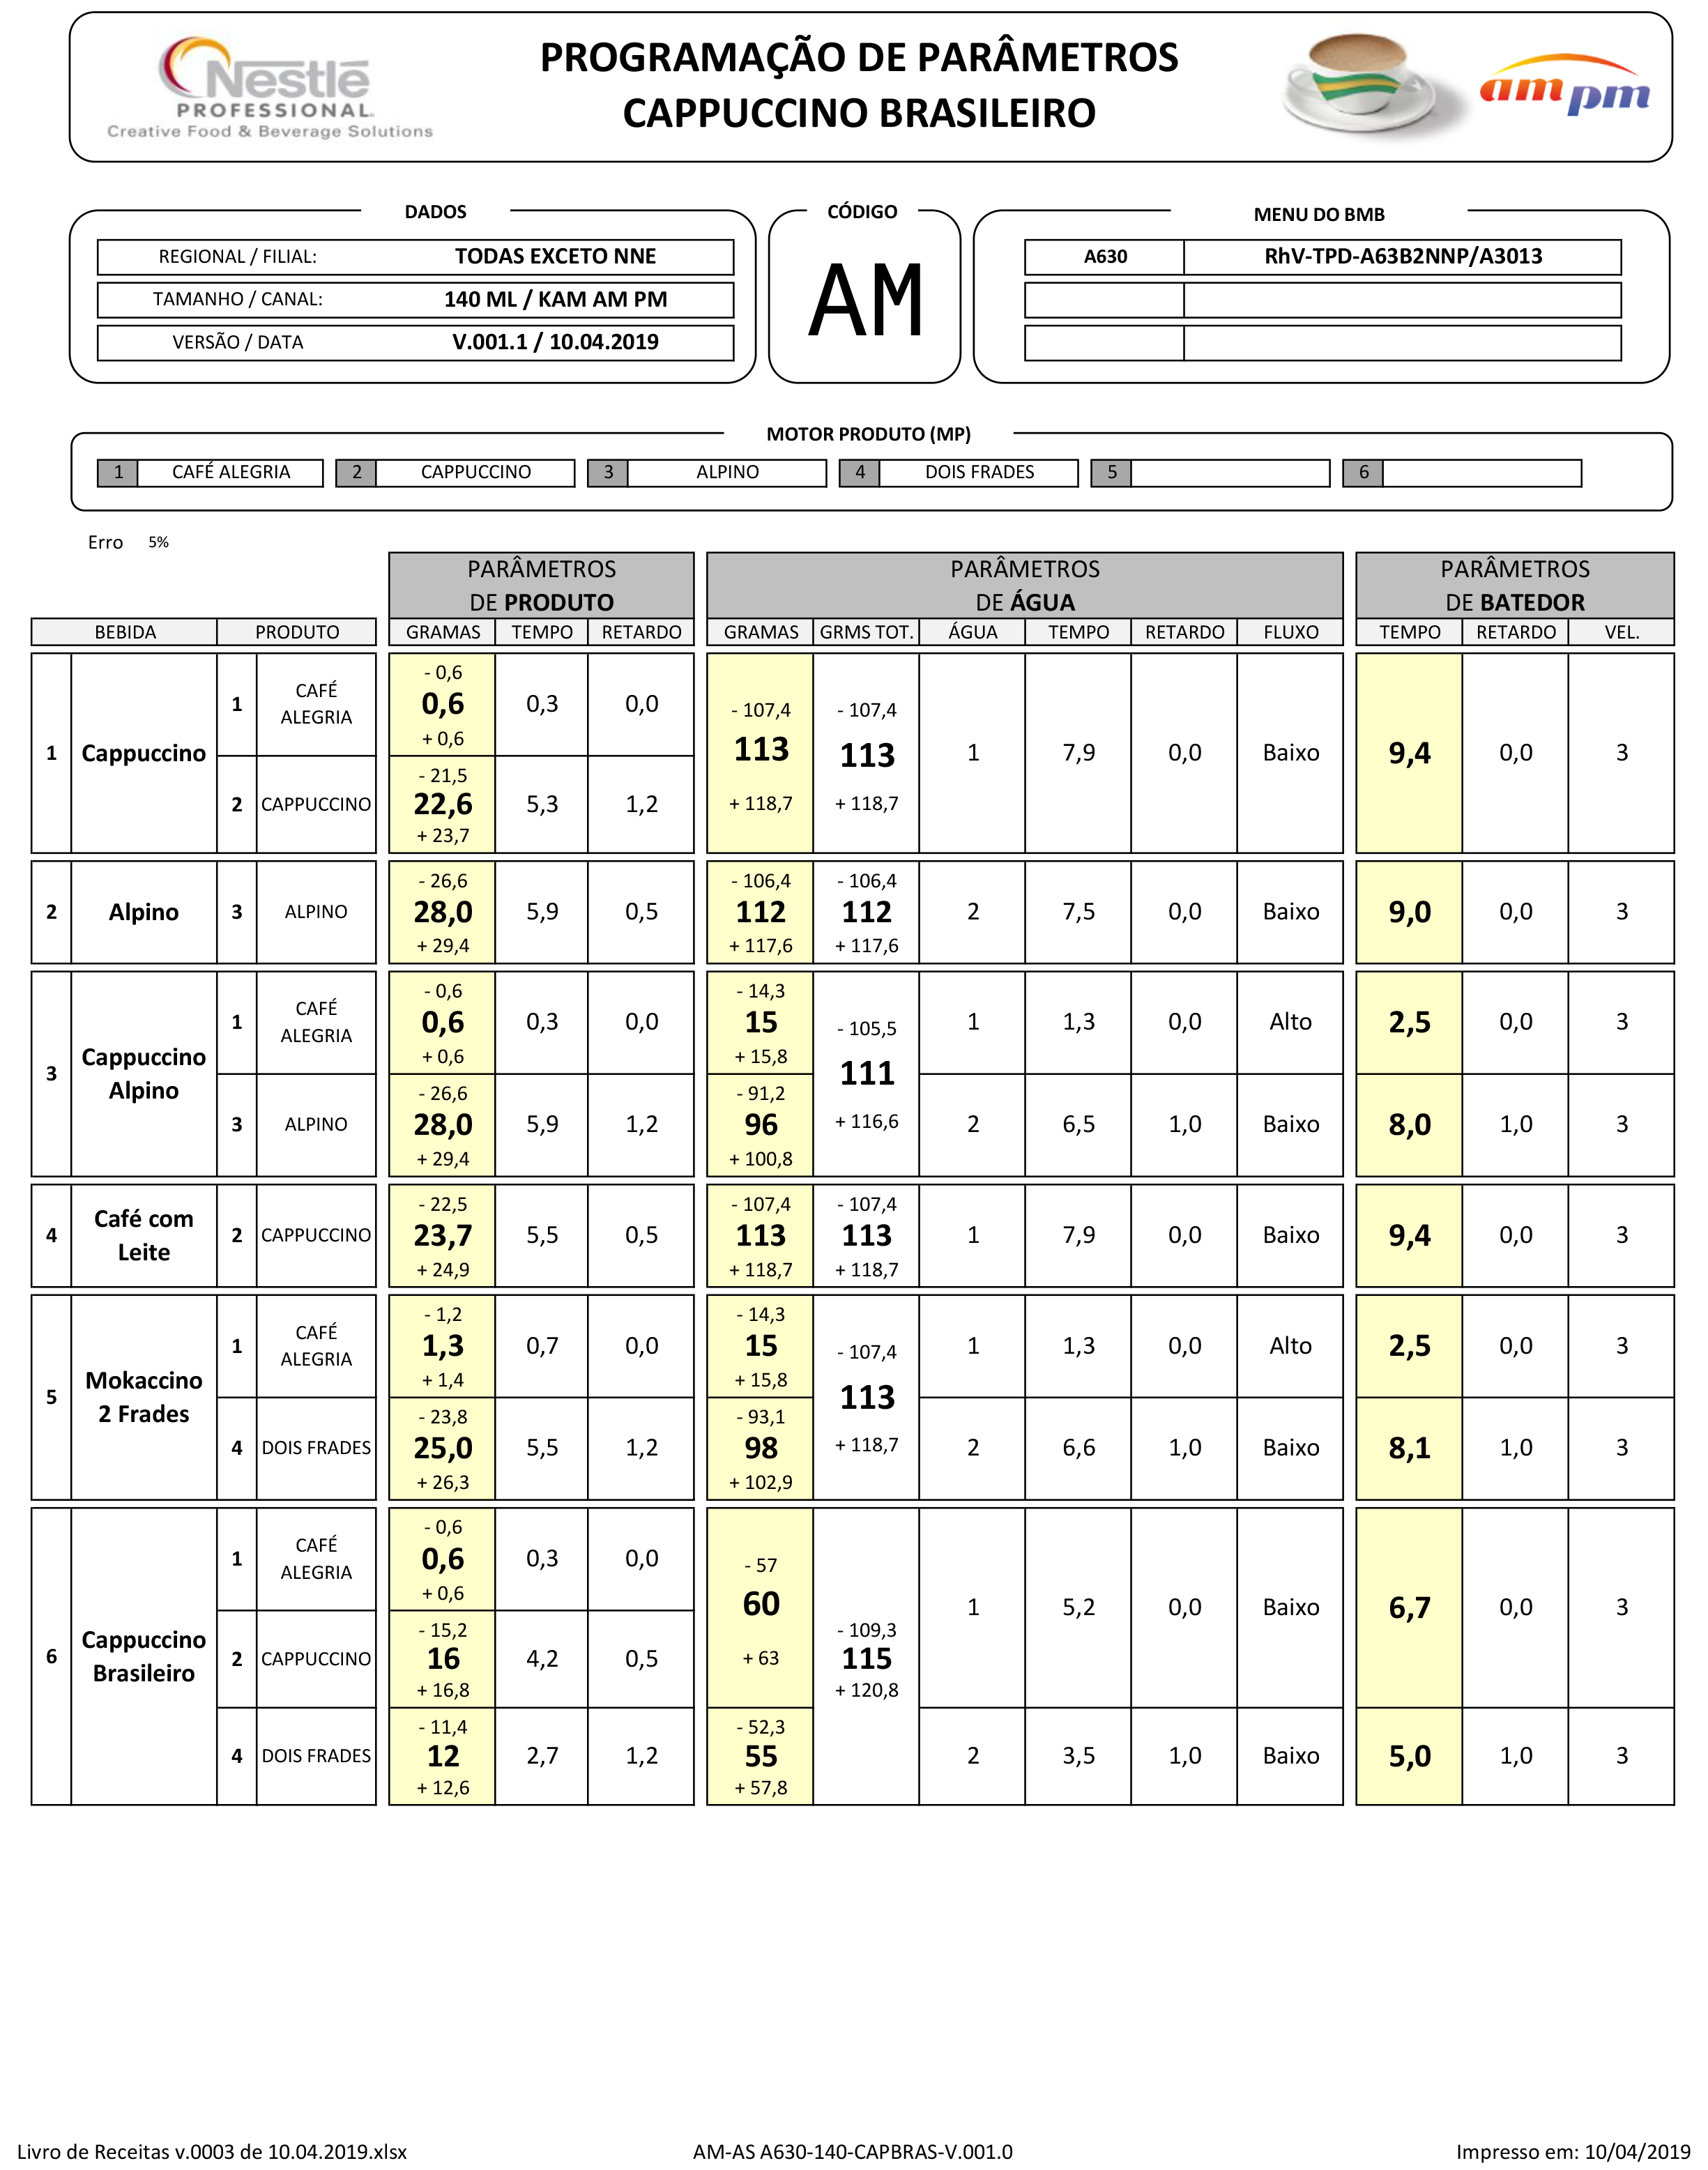 Nestlé
PROFESSIONAL.
Creative Food & Beverage Solutions
PROGRAMAÇÃO DE PARÂMETROS
CAPPUCCINO BRASILEIRO
am pm
DADOS
REGIONAL / FILIAL: TODAS EXCETO NNE
TAMANHO / CANAL: 140 ML / KAM AM PM
VERSÃO / DATA V.001.1 / 10.04.2019
CÓDIGO
AM
MENU DO BMB
A630 RhV-TPD-A63B2NNP/A3013
MOTOR PRODUTO (MP)
1 CAFÉ ALEGRIA 2 CAPPUCCINO 3 ALPINO 4 DOIS FRADES 5 6
Erro 5%
PARÂMETROS
DE PRODUTO
PARÂMETROS
DE ÁGUA
PARÂMETROS
DE BATEDOR
BEBIDA PRODUTO GRAMAS TEMPO RETARDO GRAMAS GRMS TOT. ÁGUA TEMPO RETARDO FLUXO TEMPO RETARDO VEL.
1 Cappuccino
1 CAFÉ
ALEGRIA
- 0,6
0,6 0,3 0,0
+ 0,6
2 CAPPUCCINO
- 21,5
22,6 5,3 1,2
+ 23,7
- 107,4 - 107,4
113 113 1 7,9 0,0 Baixo 9,4 0,0 3
+ 118,7 + 118,7
- 26,6 - 106,4 - 106,4
2 Alpino 3 ALPINO 28,0 5,9 0,5 112 112 2 7,5 0,0 Baixo 9,0 0,0 3
+ 29,4 + 117,6 + 117,6
3 Cappuccino
Alpino
1 CAFÉ
ALEGRIA
- 0,6
0,6 0,3 0,0
+ 0,6
- 14,3
15 1 1,3 0,0 Alto 2,5 0,0 3
+ 15,8
- 105,5
111
+ 116,6
3 ALPINO
- 26,6
28,0 5,9 1,2
+ 29,4
- 91,2
96 2 6,5 1,0 Baixo 8,0 1,0 3
+ 100,8
4 Café com
Leite
2 CAPPUCCINO
- 22,5 - 107,4 - 107,4
23,7 5,5 0,5 113 113 1 7,9 0,0 Baixo 9,4 0,0 3
+ 24,9 + 118,7 + 118,7
5 Mokaccino
2 Frades
1 CAFÉ
ALEGRIA
- 1,2
1,3 0,7 0,0
+ 1,4
- 14,3
15 1 1,3 0,0 Alto 2,5 0,0 3
+ 15,8
- 107,4
113
+ 118,7
4 DOIS FRADES
- 23,8
25,0 5,5 1,2
+ 26,3
- 93,1
98 2 6,6 1,0 Baixo 8,1 1,0 3
+ 102,9
6 Cappuccino
Brasileiro
1 CAFÉ
ALEGRIA
- 0,6
0,6 0,3 0,0
+ 0,6
2 CAPPUCCINO
- 15,2
16 4,2 0,5
+ 16,8
- 57
60 1 5,2 0,0 Baixo 6,7 0,0 3
+ 63
- 109,3
115
+ 120,8
4 DOIS FRADES
- 11,4
12 2,7 1,2
+ 12,6
- 52,3
55 2 3,5 1,0 Baixo 5,0 1,0 3
+ 57,8
Livro de Receitas v.0003 de 10.04.2019.xlsx AM-AS A630-140-CAPBRAS-V.001.0 Impresso em: 10/04/2019